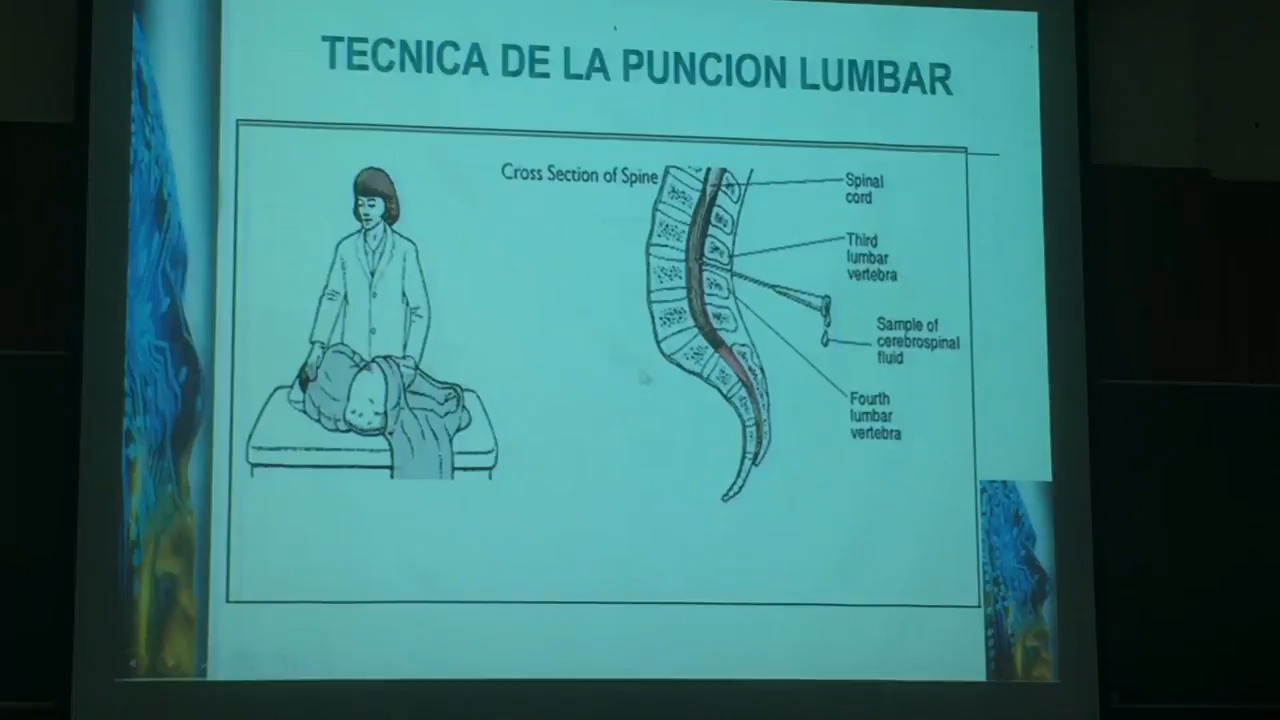 TECNICA DE LA PUNCION LUMBAR
Cross Section of Spine
Spinal
cord
Third
lumbar
vertebra
Sample of
cerebrospinal
fluid
Fourth
lumbar
vertebra